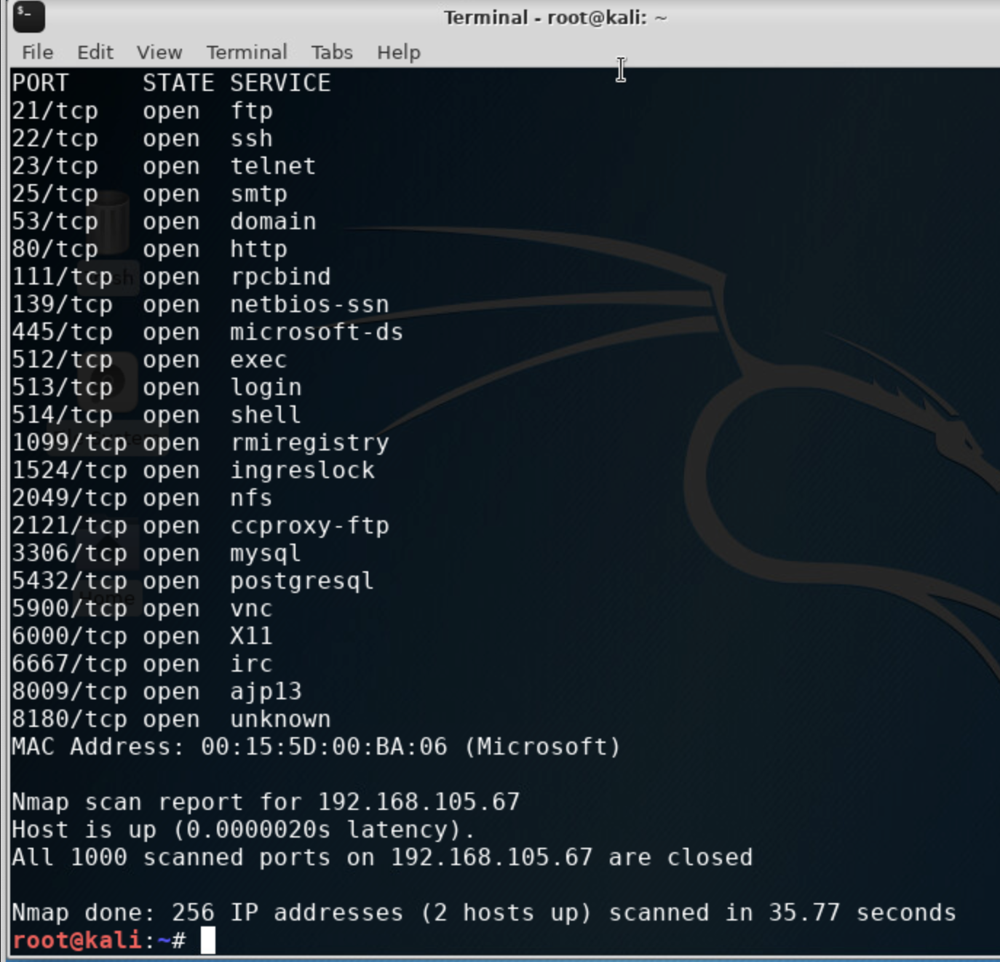 $_
Terminal - root@kali: ~
File Edit View Terminal Tabs Help
PORT     STATE SERVICE
21/tcp   open  ftp
22/tcp   open  ssh
23/tcp   open  telnet
25/tcp   open  smtp
53/tcp   open  domain
80/tcp   open  http
111/tcp  open  rpcbind
139/tcp  open  netbios-ssn
445/tcp  open  microsoft-ds
512/tcp  open  exec
513/tcp  open  login
514/tcp  open  shell
1099/tcp open  rmiregistry
1524/tcp open  ingreslock
2049/tcp open  nfs
2121/tcp open  ccproxy-ftp
3306/tcp open  mysql
5432/tcp open  postgresql
5900/tcp open  vnc
Home
6000/tcp open  X11
6667/tcp open  irc
8009/tcp open  ajp13
8180/tcp open  unknown
MAC Address: 00:15:5D:00:BA:06 (Microsoft)
Nmap scan report for 192.168.105.67
Host is up (0.0000020s latency).
All 1000 scanned ports on 192.168.105.67 are closed
Nmap done: 256 IP addresses (2 hosts up) scanned in 35.77 seconds
root@kali:~#